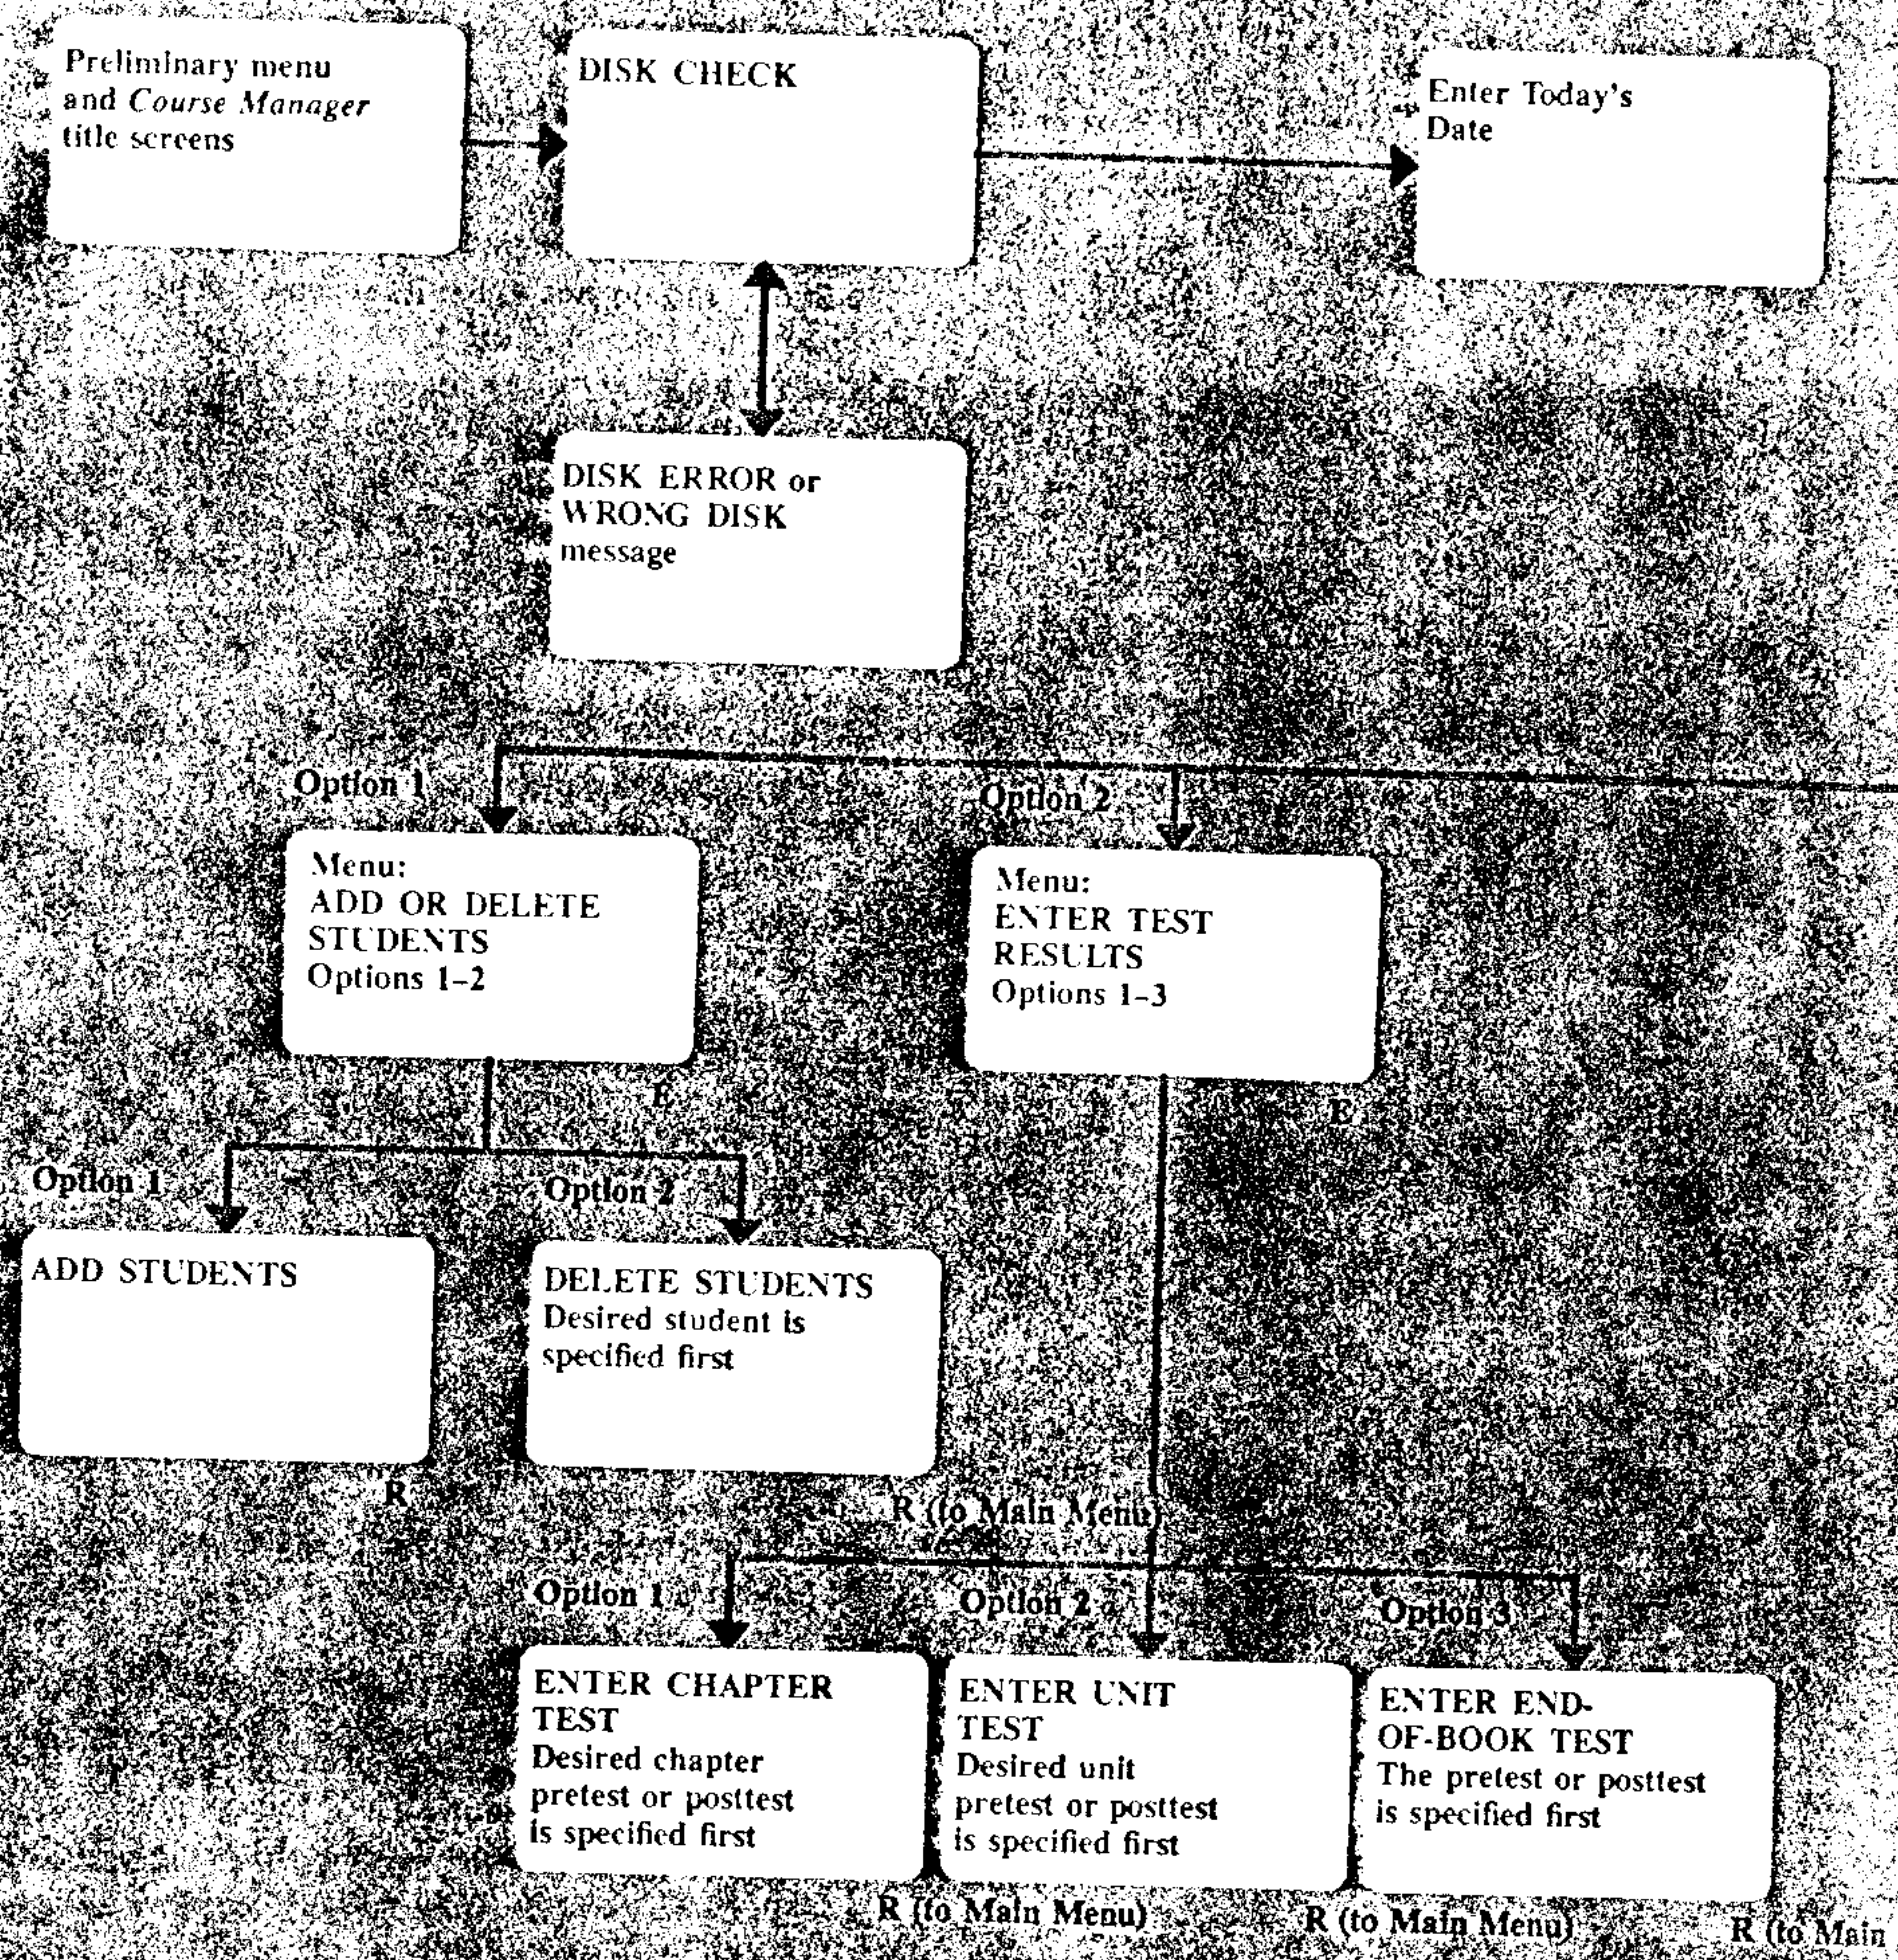 Preliminary menu
and Course Manager
title screens
DISK CHECK
Enter Today's
Date
DISK ERROR or
WRONG DISK
message
Option 1
Option 2
Menu:
ADD OR DELETE
STUDENTS
Options 1–2
Menu:
ENTER TEST
RESULTS
Options 1–3
E
E
Option 1
Option 2
ADD STUDENTS
DELETE STUDENTS
Desired student is
specified first
R
R (to Main Menu)
Option 1
Option 2
Option 3
ENTER CHAPTER
TEST
Desired chapter
pretest or posttest
is specified first
ENTER UNIT
TEST
Desired unit
pretest or posttest
is specified first
ENTER END-
OF-BOOK TEST
The pretest or posttest
is specified first
R (to Main Menu)
R (to Main Menu)
R (to Main